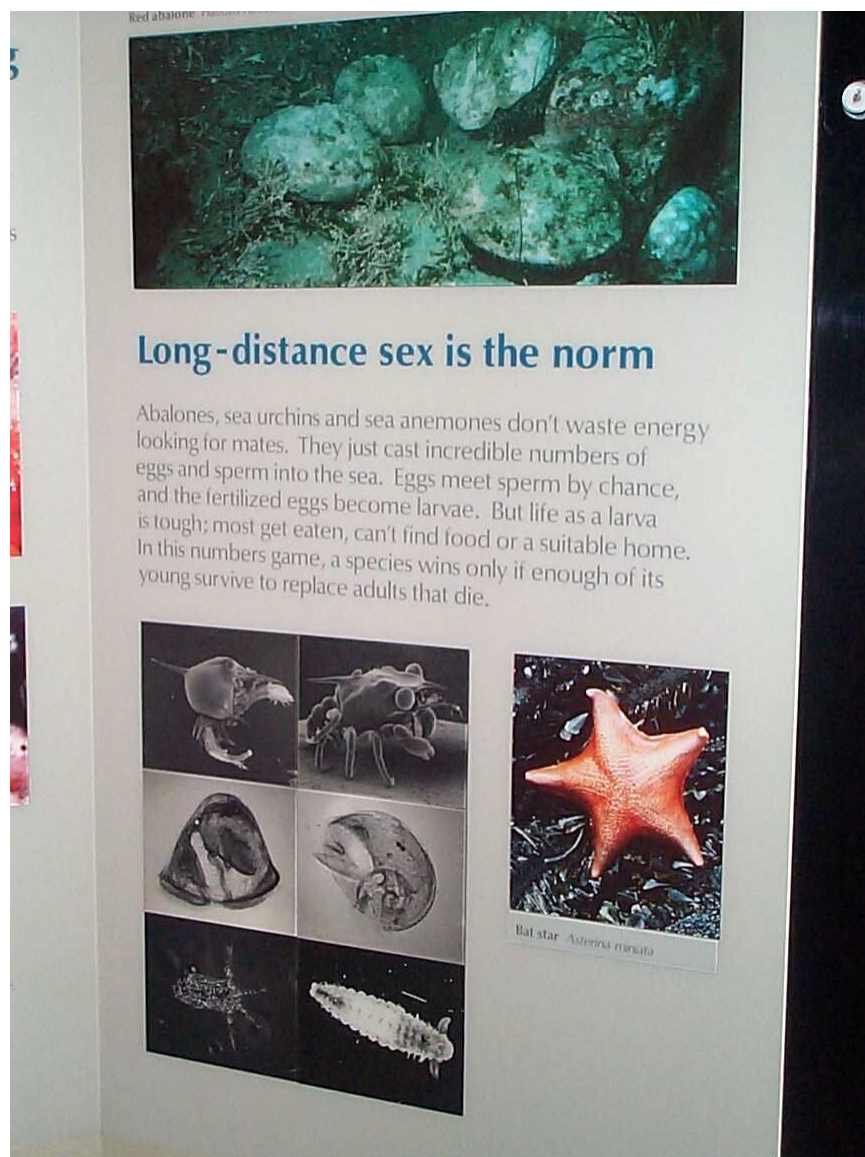 Red abalone
g
s
Long-distance sex is the norm
Abalones, sea urchins and sea anemones don't waste energy
looking for mates. They just cast incredible numbers of
eggs and sperm into the sea. Eggs meet sperm by chance,
and the fertilized eggs become larvae. But life as a larva
is tough; most get eaten, can't find food or a suitable home.
In this numbers game, a species wins only if enough of its
young survive to replace adults that die.
Bat star Asterina miniata